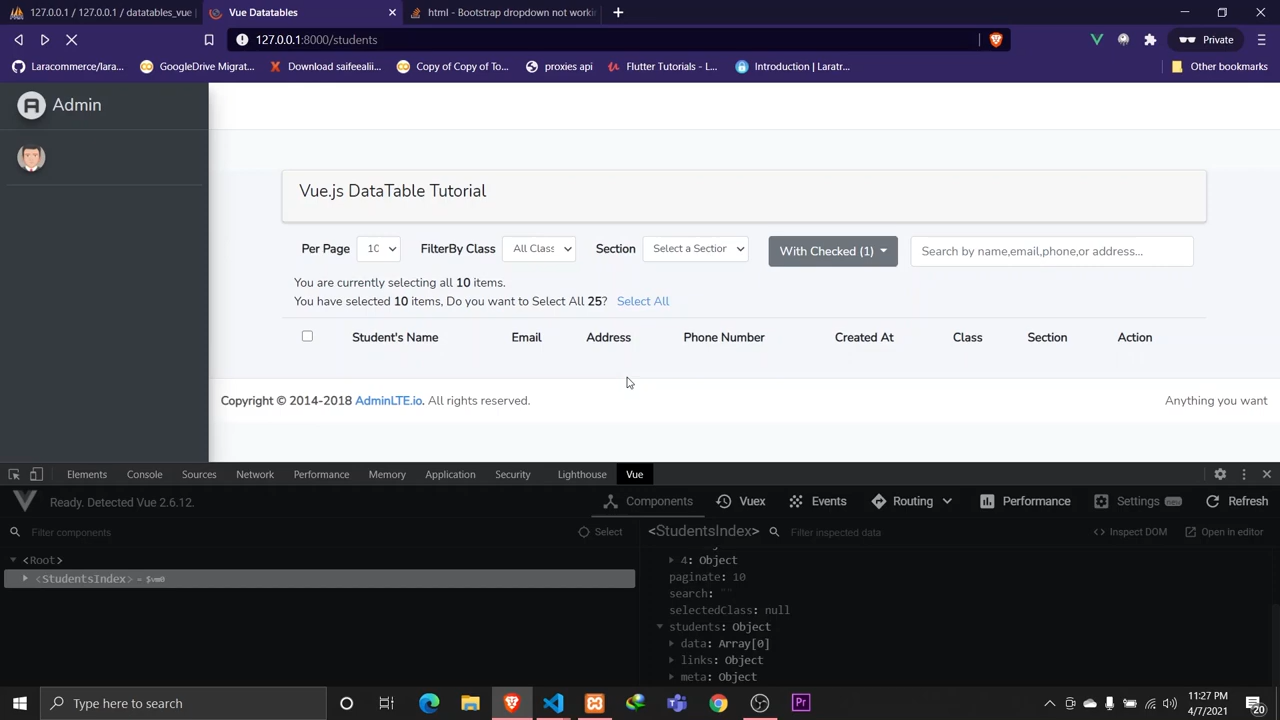 127.0.0.1 / 127.0.0.1 / datatables_vue
Vue Datatables
html - Bootstrap dropdown not worki
127.0.0.1:8000/students
Private
Laracommerce/lara...
GoogleDrive Migrat...
Download saifeealii...
Copy of Copy of To...
proxies api
Flutter Tutorials - L...
Introduction | Laratr...
Other bookmarks
Admin
Vue.js DataTable Tutorial
Per Page
10
FilterBy Class
All Class
Section
Select a Section
With Checked (1)
Search by name,email,phone,or address...
You are currently selecting all 10 items.
You have selected 10 items, Do you want to Select All 25? Select All
Student's Name Email Address Phone Number Created At Class Section Action
Copyright © 2014-2018 AdminLTE.io. All rights reserved.
Anything you want
Elements Console Sources Network Performance Memory Application Security Lighthouse Vue
Ready. Detected Vue 2.6.12.
Components Vuex Events Routing Performance Settings new Refresh
Filter components
Select
<StudentsIndex>
Filter inspected data
Inspect DOM
Open in editor
<Root>
<StudentsIndex> = $vm0
4: Object
paginate: 10
search: ""
selectedClass: null
students: Object
data: Array[0]
links: Object
meta: Object
Type here to search
11:27 PM
4/7/2021
20